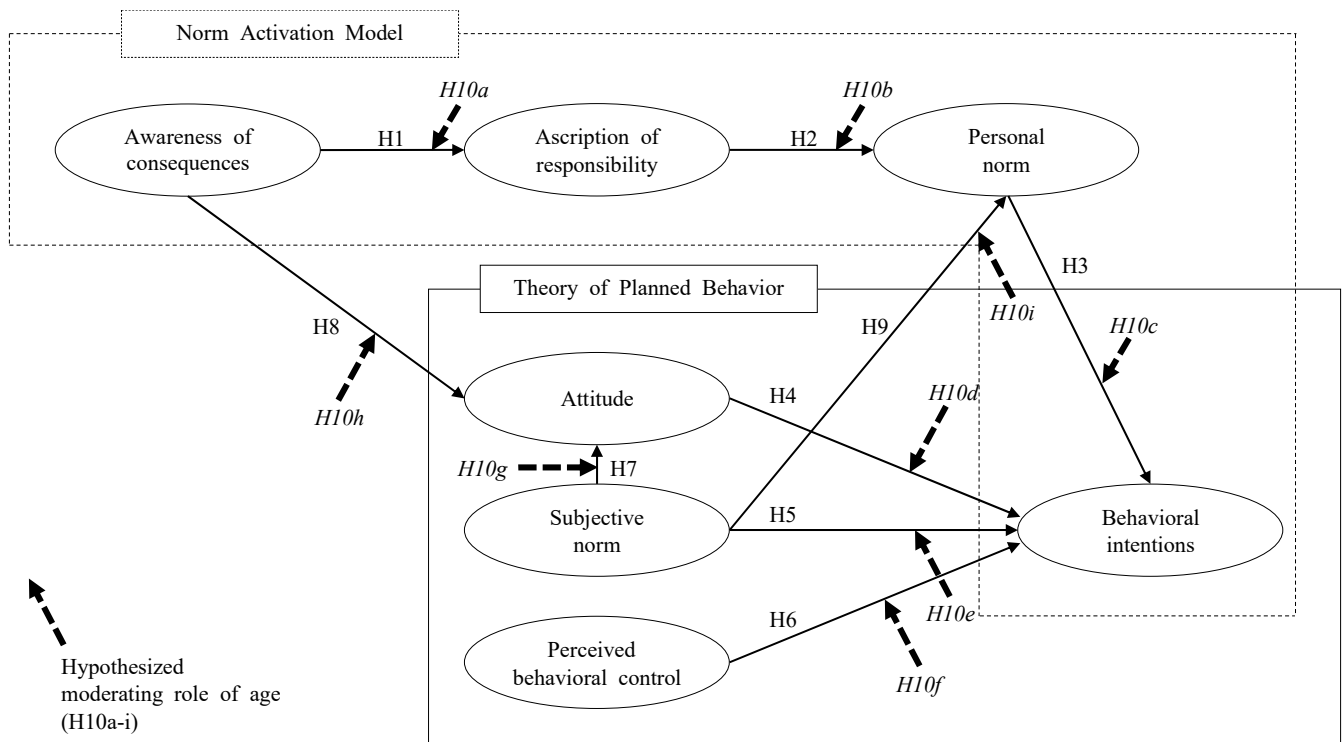 Norm Activation Model
H10a
H10b
Awareness of
consequences
H1
Ascription of
responsibility
H2
Personal
norm
H3
Theory of Planned Behavior
H10i
H8
H9
H10c
H10h
Attitude
H4
H10d
H10g
H7
Subjective
norm
H5
Behavioral
intentions
H10e
H6
Perceived
behavioral control
H10f
Hypothesized
moderating role of age
(H10a-i)